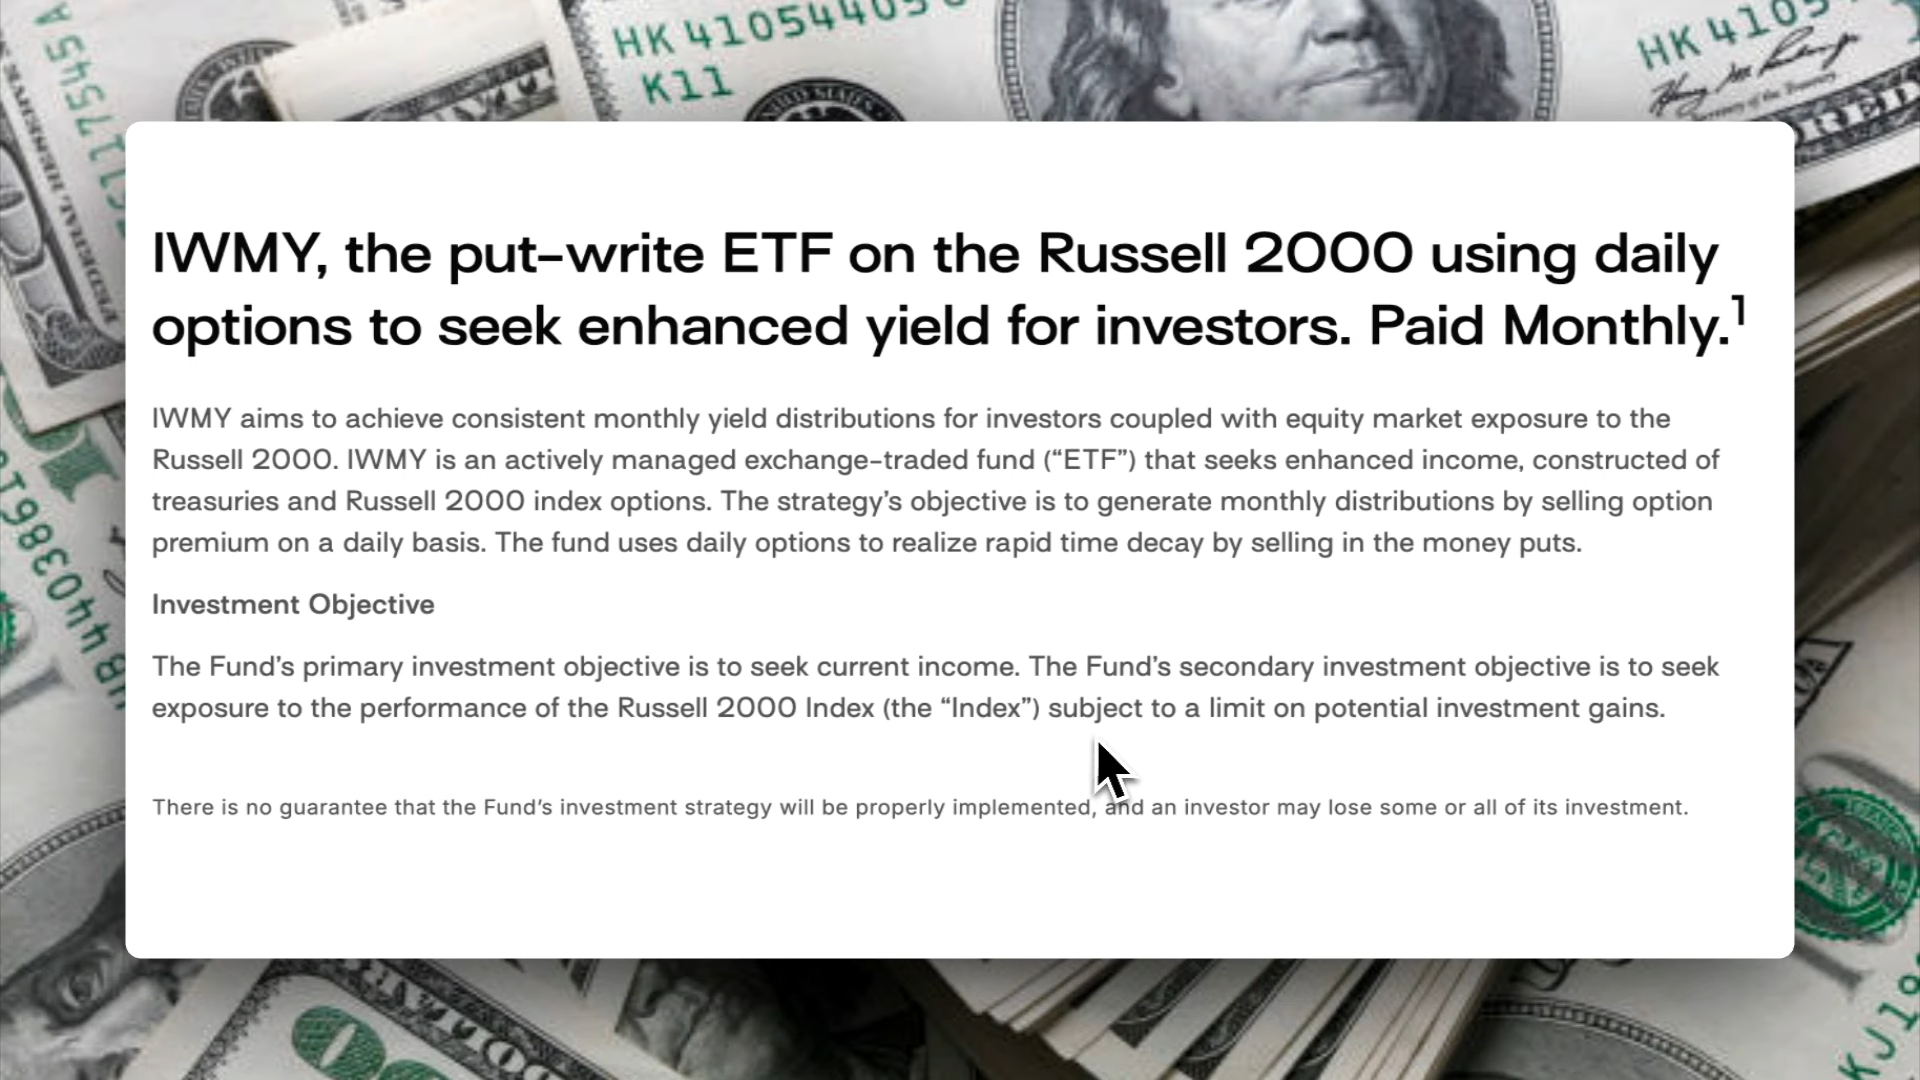 HK 4105440
K11
HK 4105
IWMY, the put-write ETF on the Russell 2000 using daily
options to seek enhanced yield for investors. Paid Monthly.¹
IWMY aims to achieve consistent monthly yield distributions for investors coupled with equity market exposure to the
Russell 2000. IWMY is an actively managed exchange-traded fund (“ETF”) that seeks enhanced income, constructed of
treasuries and Russell 2000 index options. The strategy’s objective is to generate monthly distributions by selling option
premium on a daily basis. The fund uses daily options to realize rapid time decay by selling in the money puts.
Investment Objective
The Fund’s primary investment objective is to seek current income. The Fund’s secondary investment objective is to seek
exposure to the performance of the Russell 2000 Index (the “Index”) subject to a limit on potential investment gains.
There is no guarantee that the Fund’s investment strategy will be properly implemented, and an investor may lose some or all of its investment.